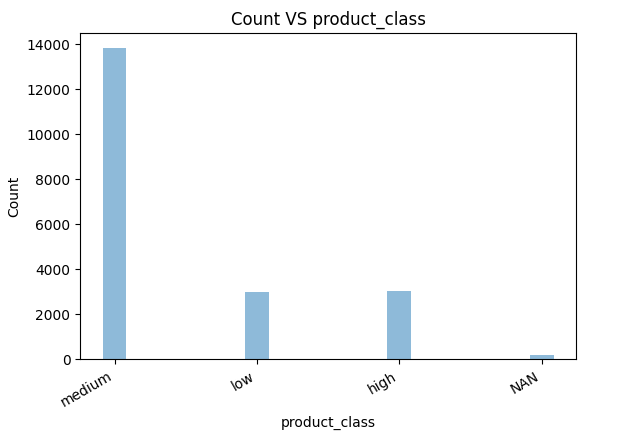 Count VS product_class
14000
12000
10000
8000
6000
4000
2000
0
Count
medium
low
high
NAN
product_class